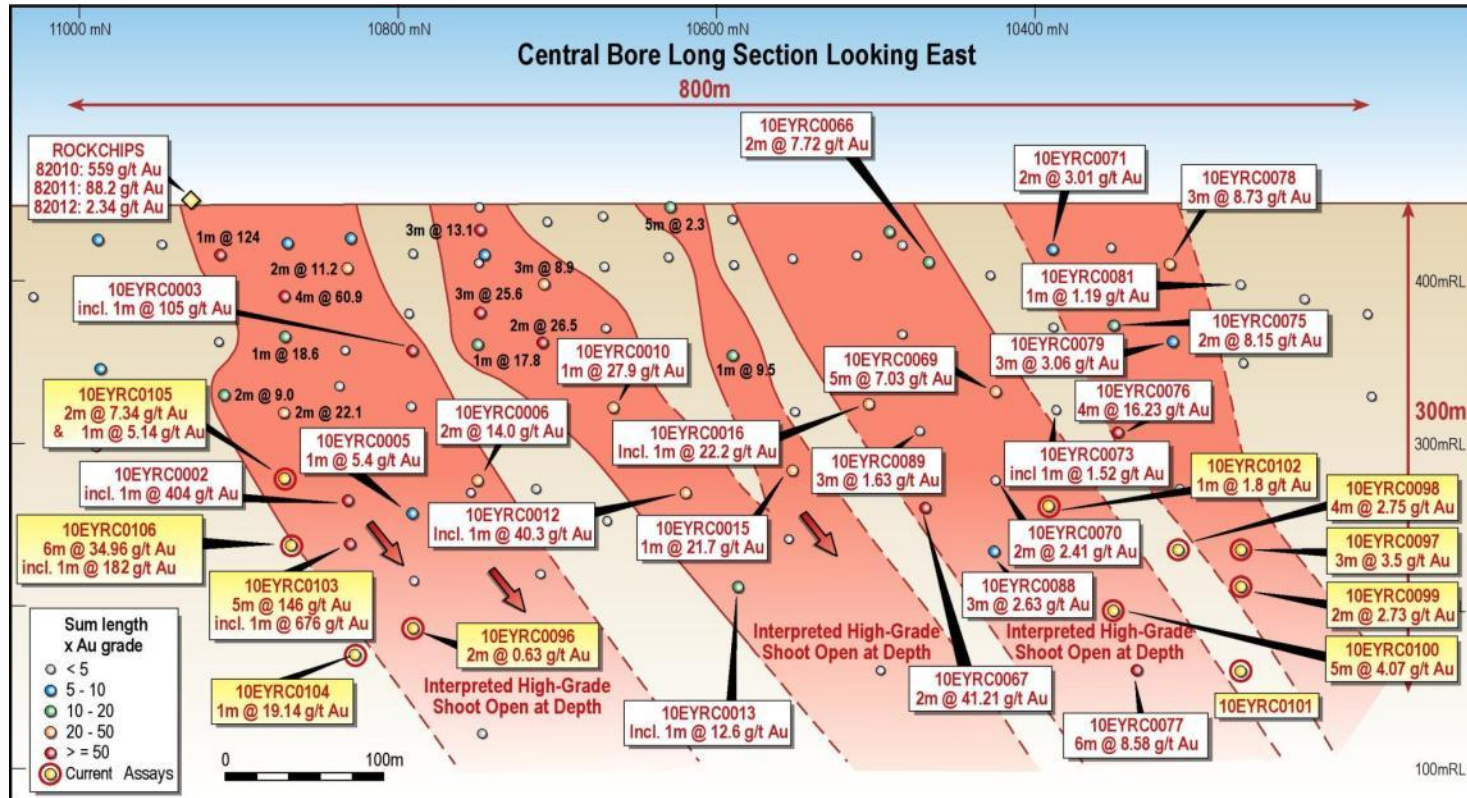 11000 mN
10800 mN
10600 mN
10400 mN
Central Bore Long Section Looking East
800m
ROCKCHIPS
82010: 559 g/t Au
82011: 88.2 g/t Au
82012: 2.34 g/t Au
10EYRC0066
2m @ 7.72 g/t Au
10EYRC0071
2m @ 3.01 g/t Au
10EYRC0078
3m @ 8.73 g/t Au
1m @ 124
2m @ 11.2
4m @ 60.9
1m @ 18.6
2m @ 9.0
2m @ 22.1
3m @ 13.1
3m @ 8.9
3m @ 25.6
2m @ 26.5
1m @ 17.8
5m @ 2.3
1m @ 9.5
10EYRC0003
incl. 1m @ 105 g/t Au
10EYRC0081
1m @ 1.19 g/t Au
400mRL
10EYRC0075
2m @ 8.15 g/t Au
10EYRC0079
3m @ 3.06 g/t Au
10EYRC0010
1m @ 27.9 g/t Au
10EYRC0069
5m @ 7.03 g/t Au
10EYRC0076
4m @ 16.23 g/t Au
300m
300mRL
10EYRC0105
2m @ 7.34 g/t Au
& 1m @ 5.14 g/t Au
10EYRC0006
2m @ 14.0 g/t Au
10EYRC0005
1m @ 5.4 g/t Au
10EYRC0016
Incl. 1m @ 22.2 g/t Au
10EYRC0089
3m @ 1.63 g/t Au
10EYRC0073
incl 1m @ 1.52 g/t Au
10EYRC0102
1m @ 1.8 g/t Au
10EYRC0098
4m @ 2.75 g/t Au
10EYRC0002
incl. 1m @ 404 g/t Au
10EYRC0012
Incl. 1m @ 40.3 g/t Au
10EYRC0015
1m @ 21.7 g/t Au
10EYRC0070
2m @ 2.41 g/t Au
10EYRC0097
3m @ 3.5 g/t Au
10EYRC0106
6m @ 34.96 g/t Au
incl. 1m @ 182 g/t Au
10EYRC0103
5m @ 146 g/t Au
incl. 1m @ 676 g/t Au
10EYRC0088
3m @ 2.63 g/t Au
10EYRC0099
2m @ 2.73 g/t Au
10EYRC0096
2m @ 0.63 g/t Au
10EYRC0100
5m @ 4.07 g/t Au
10EYRC0104
1m @ 19.14 g/t Au
Interpreted High-Grade
Shoot Open at Depth
Interpreted High-Grade
Shoot Open at Depth
Interpreted High-Grade
Shoot Open at Depth
10EYRC0013
Incl. 1m @ 12.6 g/t Au
10EYRC0067
2m @ 41.21 g/t Au
10EYRC0077
6m @ 8.58 g/t Au
10EYRC0101
Sum length
x Au grade
< 5
5 - 10
10 - 20
20 - 50
> = 50
Current Assays
0
100m
100mRL